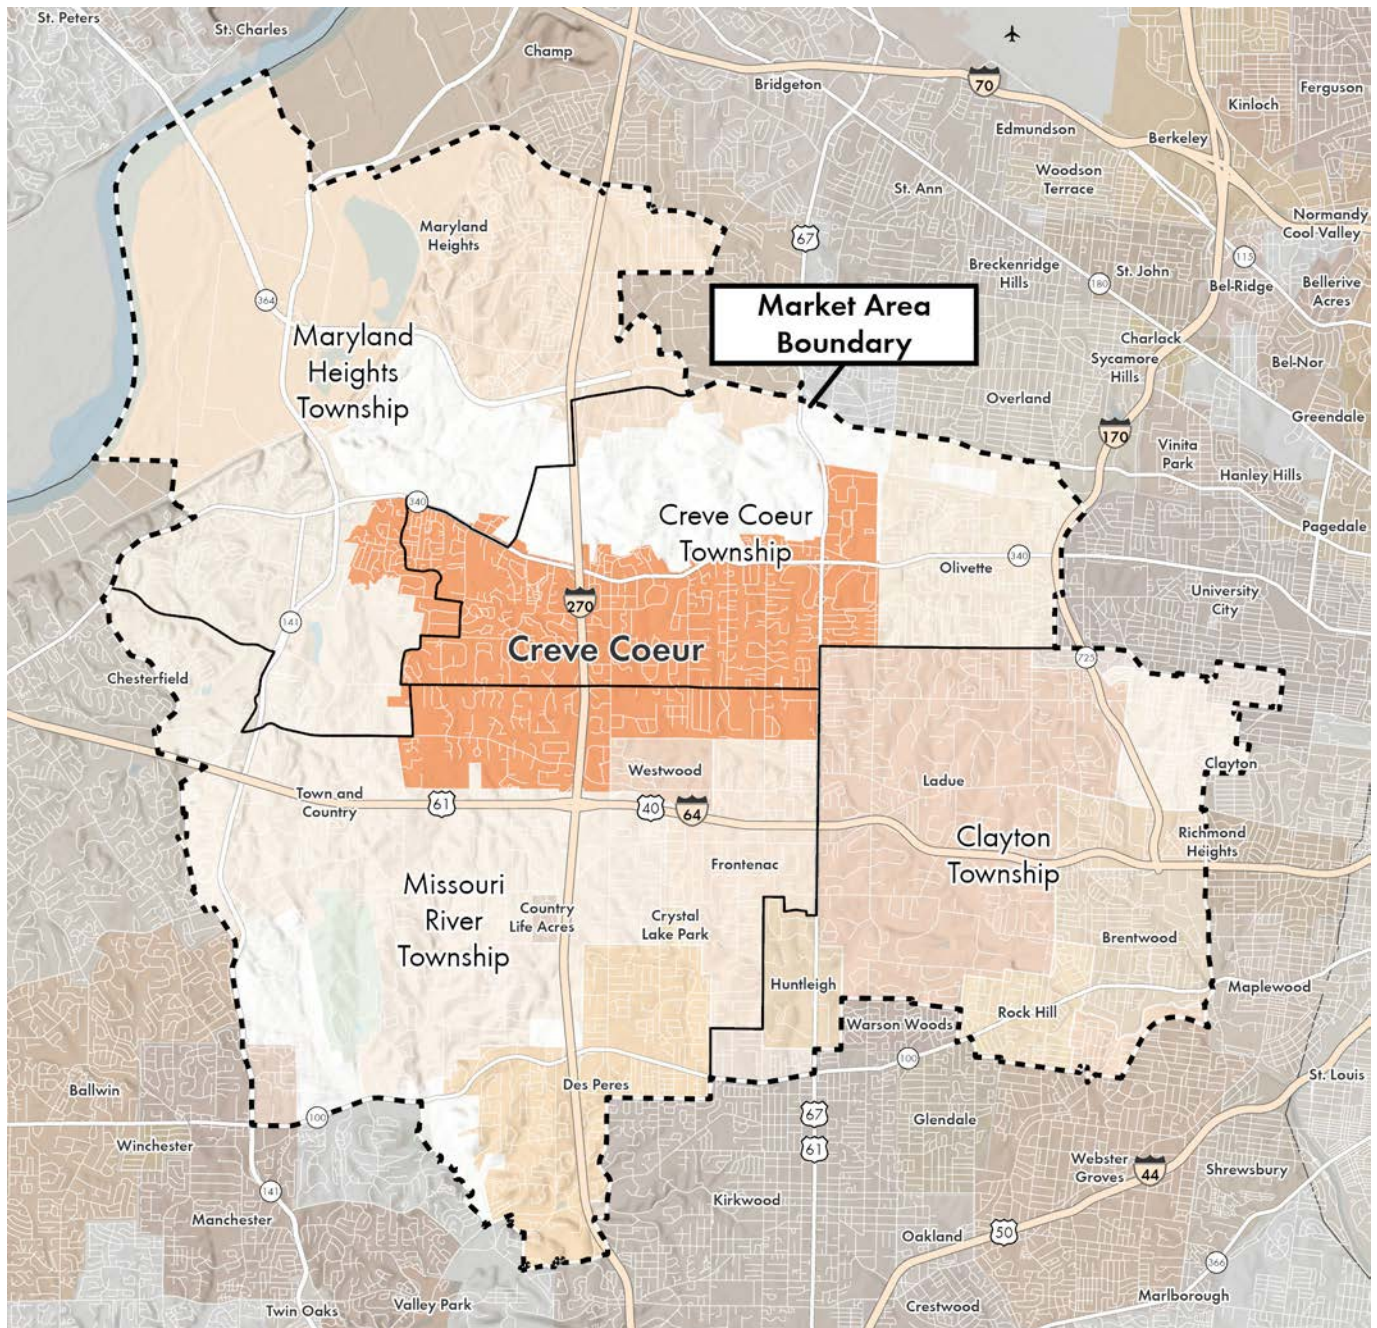 St. Peters
St. Charles
Champ
Bridgeton
70
Ferguson
Kinloch
Edmundson
Berkeley
Woodson
Terrace
St. Ann
Normandy
Cool Valley
Maryland
Heights
67
115
Breckenridge
Hills
St. John
180
Bel-Ridge
Bellerive
Acres
364
Market Area
Boundary
Maryland
Heights
Township
Charlack
Sycamore
Hills
Bel-Nor
Overland
Greendale
170
Vinita
Park
Hanley Hills
340
Creve Coeur
Township
Pagedale
340
Olivette
University
City
270
141
Creve Coeur
725
Chesterfield
Westwood
Clayton
Ladue
Town and
Country
61
40
64
Clayton
Township
Richmond
Heights
Frontenac
Missouri
River
Township
Country
Life Acres
Crystal
Lake Park
Brentwood
Huntleigh
Maplewood
Rock Hill
Warson Woods
100
St. Louis
Ballwin
Des Peres
100
67
Glendale
Winchester
61
Webster
Groves
44
Shrewsbury
141
Kirkwood
Manchester
50
Oakland
366
Twin Oaks
Valley Park
Crestwood
Marlborough